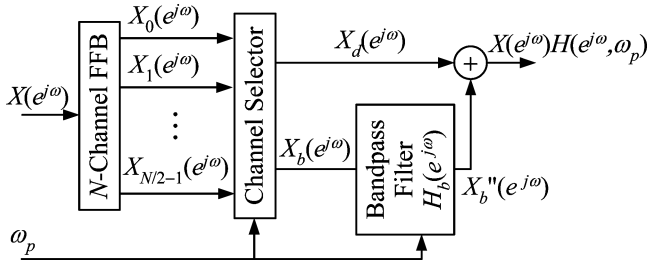 X(e^{jω})
N-Channel FFB
X_0(e^{jω})
X_1(e^{jω})
⋮
X_{N/2−1}(e^{jω})
Channel Selector
X_d(e^{jω})
X_b(e^{jω})
Bandpass
Filter
H_b(e^{jω})
+
X(e^{jω})H(e^{jω},ω_p)
X_b"(e^{jω})
ω_p